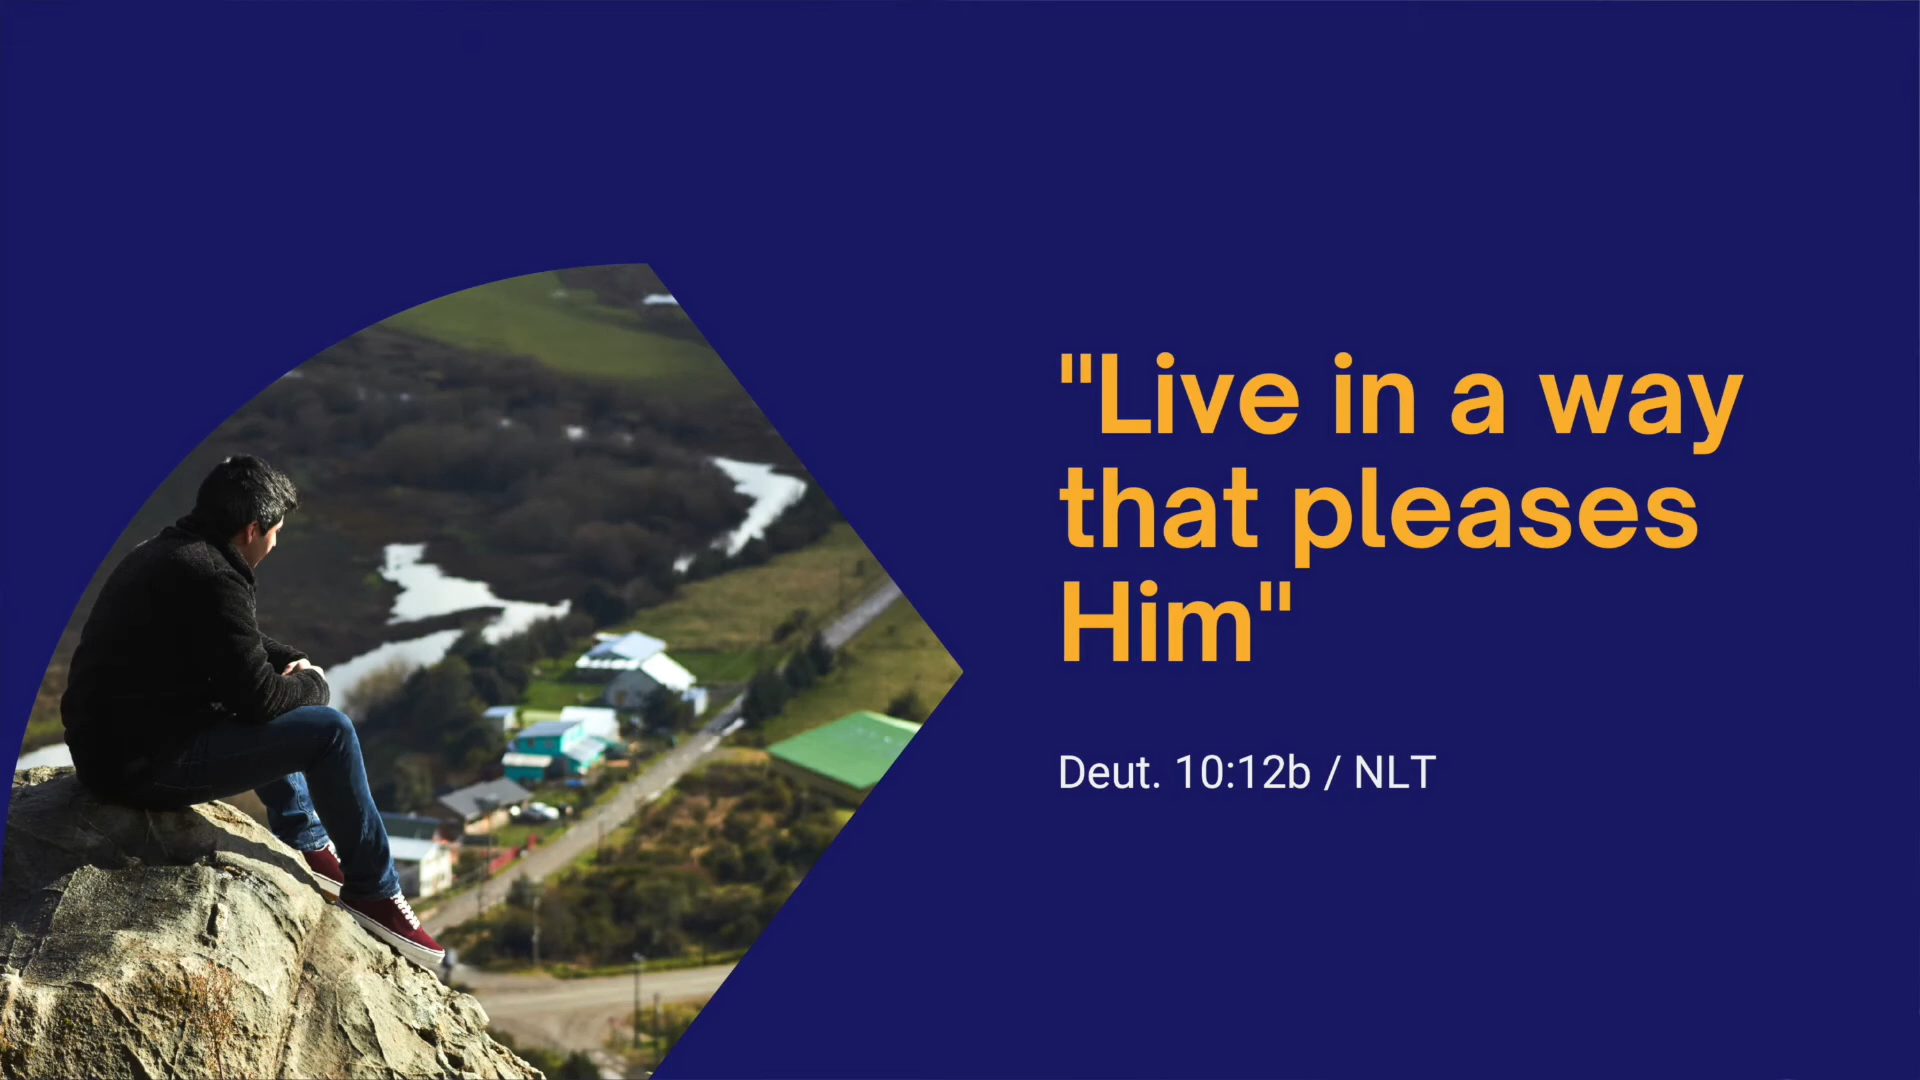 "Live in a way
that pleases
Him"
Deut. 10:12b / NLT